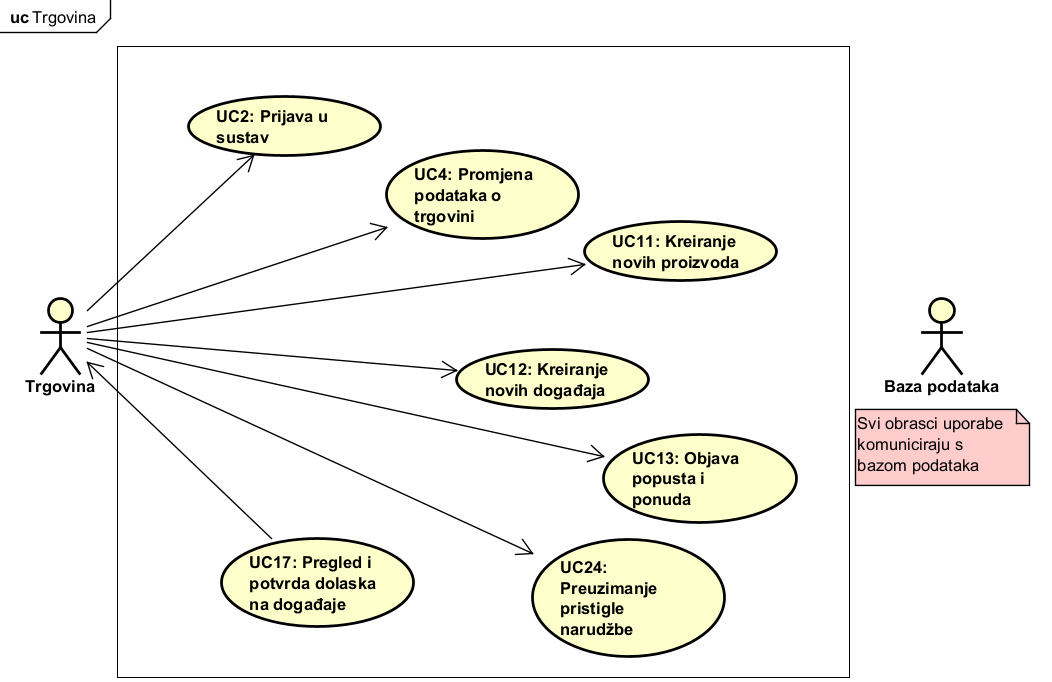 uc Trgovina
UC2: Prijava u
sustav
UC4: Promjena
podataka o
trgovini
UC11: Kreiranje
novih proizvoda
Trgovina
Baza podataka
UC12: Kreiranje
novih događaja
Svi obrasci uporabe
komuniciraju s
bazom podataka
UC13: Objava
popusta i
ponuda
UC17: Pregled i
potvrda dolaska
na događaje
UC24:
Preuzimanje
pristigle
narudžbe